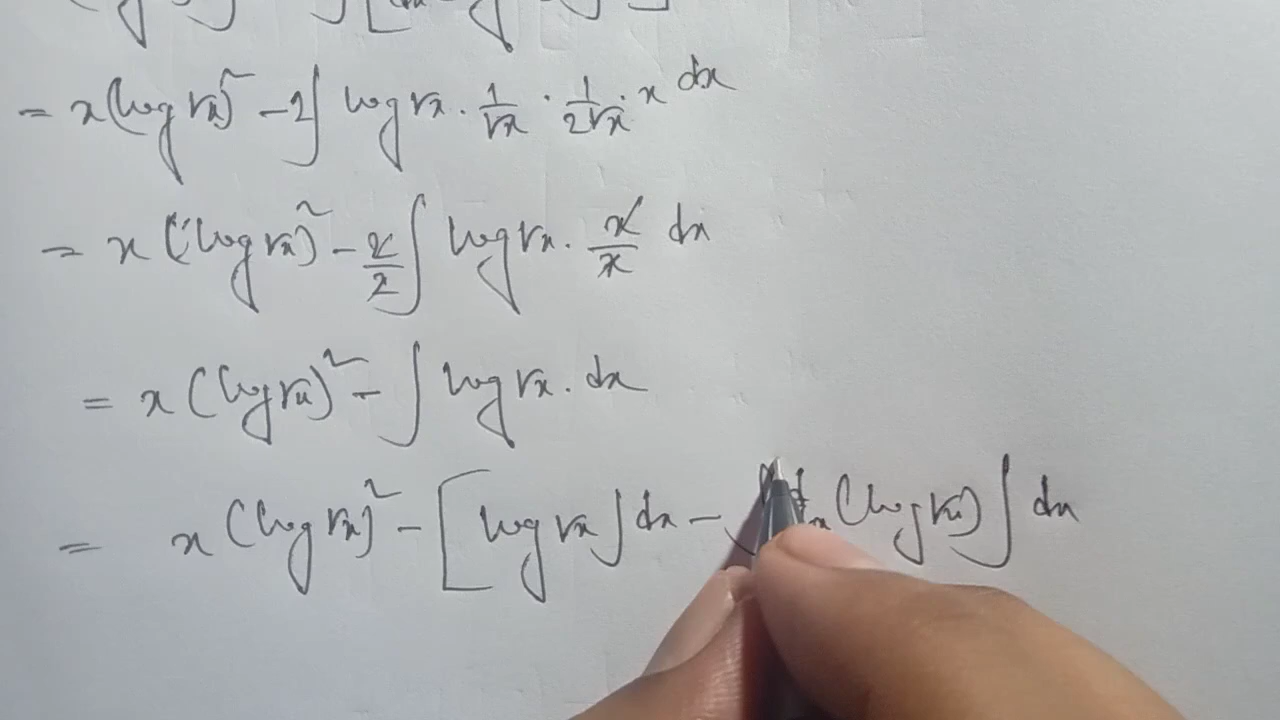 = x(log√x)² - 2∫ log√x · 1/√x · 1/2√x · x dx
= x(log√x)² - 2/2 ∫ log√x · x/x dx
= x(log√x)² - ∫ log√x · dx
= x(log√x)² - [log√x ∫dx - ∫ d/dx (log√x) ∫ dx